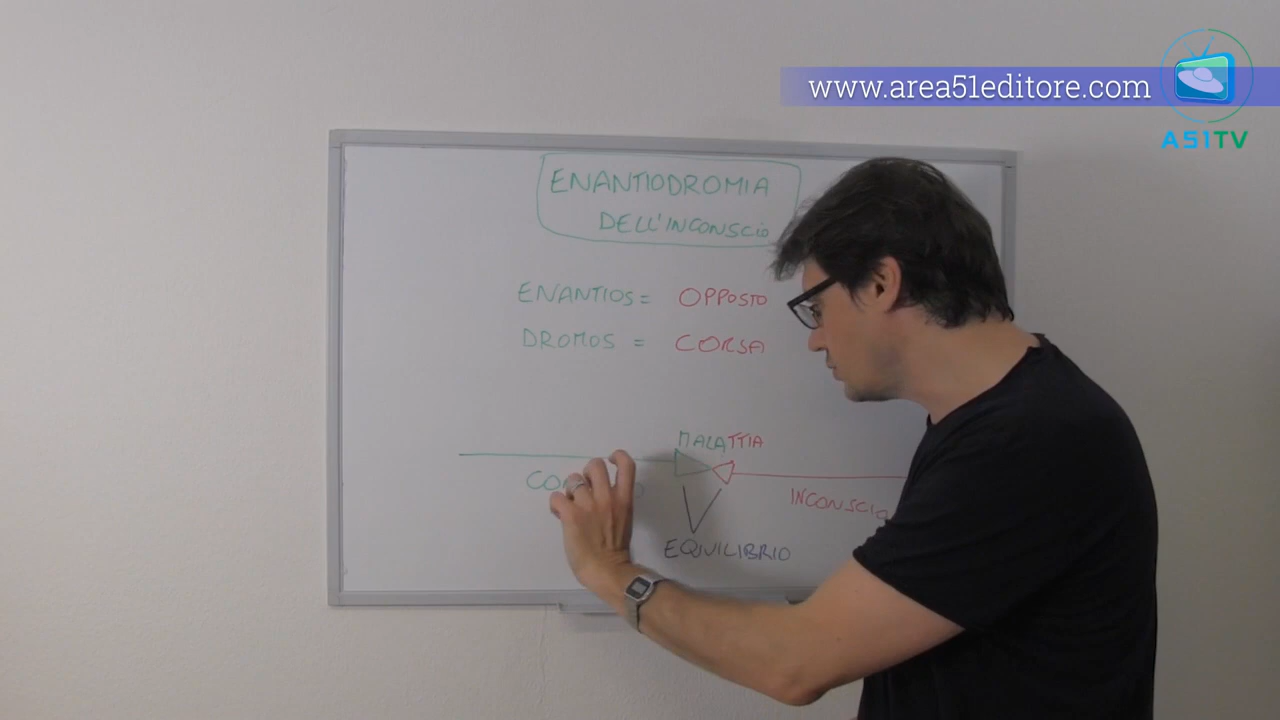 www.area51editore.com
A51TV
ENANTIODROMIA
DELL'INCONSCIO
ENANTIOS = OPPOSTO
DROMOS = CORSA
MALATTIA
INCONSCIO
EQUILIBRIO